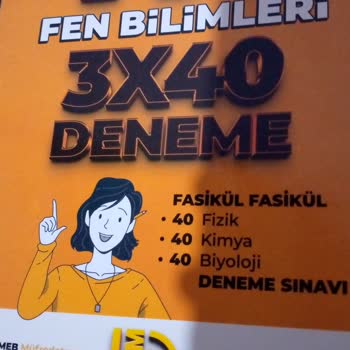 FEN BİLİMLERİ
3X40
DENEME
FASİKÜL FASİKÜL
• 40 Fizik
• 40 Kimya
• 40 Biyoloji
DENEME SINAVI
MEB